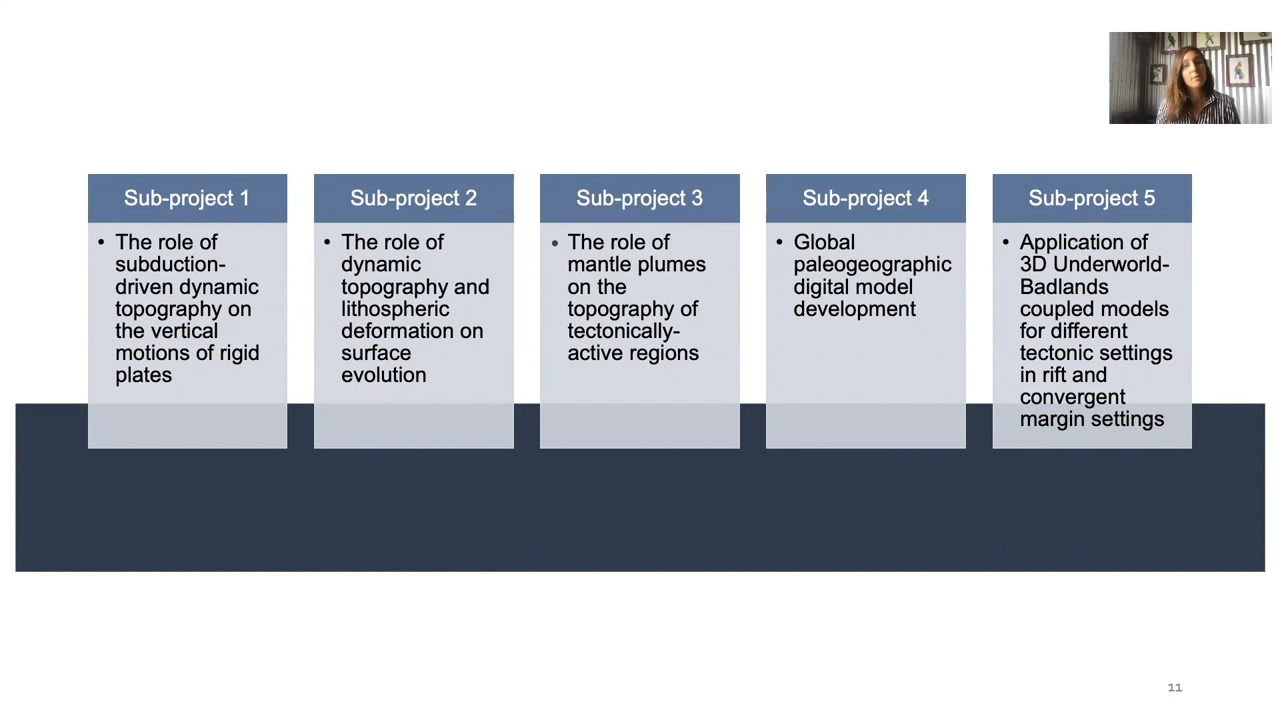 Sub-project 1
• The role of
subduction-
driven dynamic
topography on
the vertical
motions of rigid
plates
Sub-project 2
• The role of
dynamic
topography and
lithospheric
deformation on
surface
evolution
Sub-project 3
• The role of
mantle plumes
on the
topography of
tectonically-
active regions
Sub-project 4
• Global
paleogeographic
digital model
development
Sub-project 5
• Application of
3D Underworld-
Badlands
coupled models
for different
tectonic settings
in rift and
convergent
margin settings
11